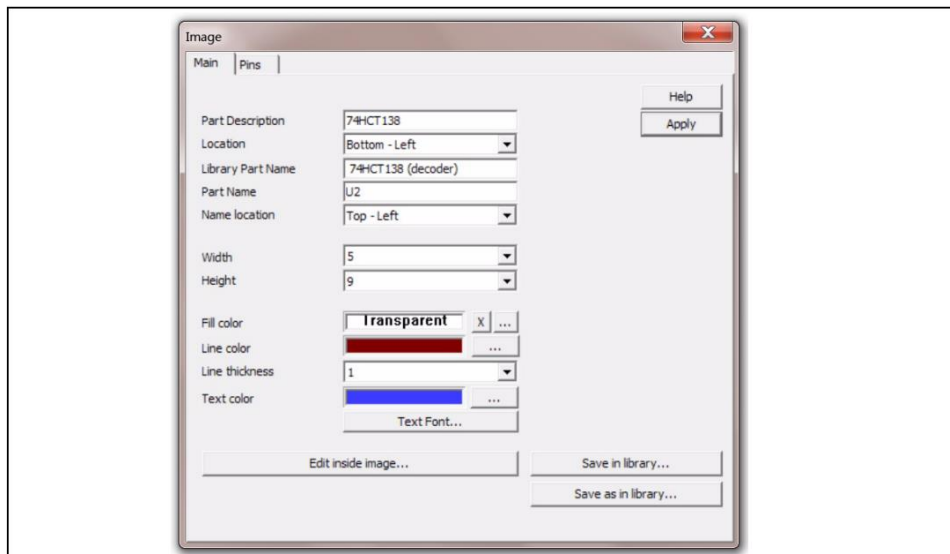 Image
X
Main Pins
Help
Part Description 74HCT138 Apply
Location Bottom - Left
Library Part Name 74HCT138 (decoder)
Part Name U2
Name location Top - Left
Width 5
Height 9
Fill color Transparent X ...
Line color ...
Line thickness 1
Text color ...
Text Font...
Edit inside image... Save in library...
Save as in library...